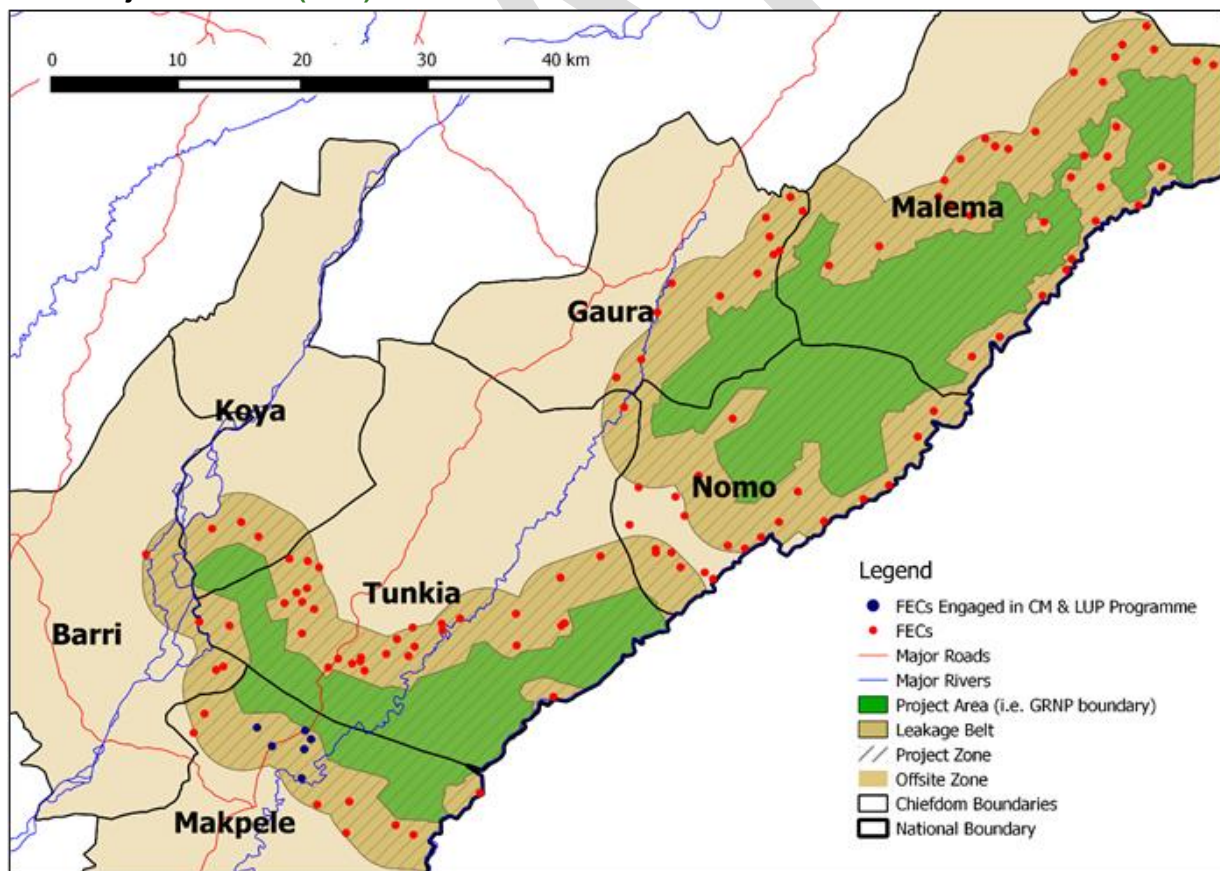 0 10 20 30 40 km
Malema
Gaura
Koya
Nomo
Tunkia
Barri
Makpele
Legend
FECs Engaged in CM & LUP Programme
FECs
Major Roads
Major Rivers
Project Area (i.e. GRNP boundary)
Leakage Belt
Project Zone
Offsite Zone
Chiefdom Boundaries
National Boundary